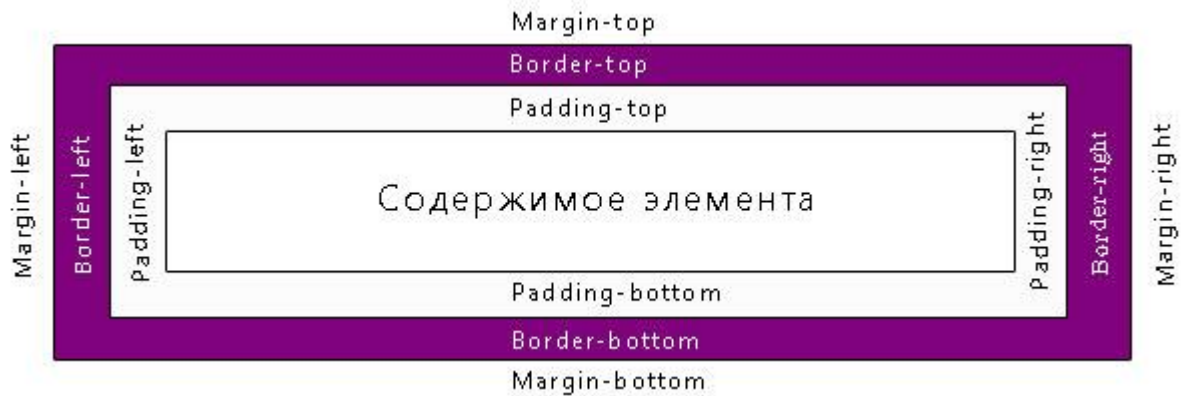 Margin-top
Border-top
Padding-top
Margin-left
Border-left
Padding-left
Содержимое элемента
Padding-right
Border-right
Margin-right
Padding-bottom
Border-bottom
Margin-bottom